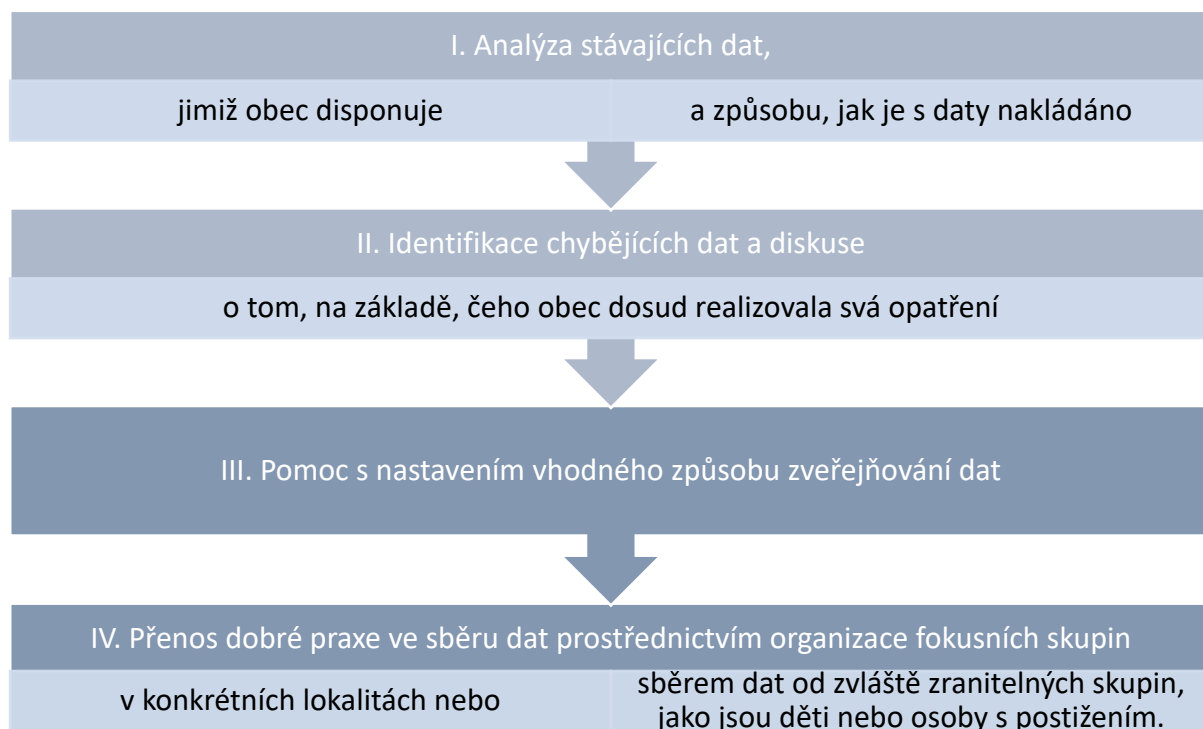 I. Analýza stávajících dat,
jimiž obec disponuje
a způsobu, jak je s daty nakládáno
II. Identifikace chybějících dat a diskuse
o tom, na základě, čeho obec dosud realizovala svá opatření
III. Pomoc s nastavením vhodného způsobu zveřejňování dat
IV. Přenos dobré praxe ve sběru dat prostřednictvím organizace fokusních skupin
v konkrétních lokalitách nebo
sběrem dat od zvláště zranitelných skupin,
jako jsou děti nebo osoby s postižením.